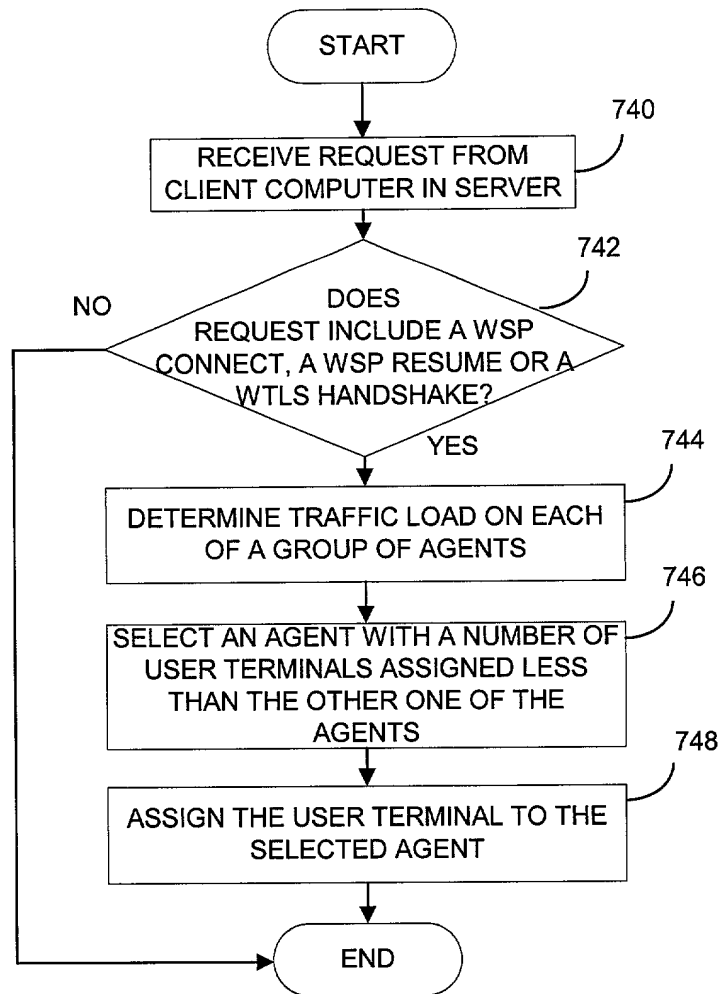 START
740
RECEIVE REQUEST FROM
CLIENT COMPUTER IN SERVER
742
NO
DOES
REQUEST INCLUDE A WSP
CONNECT, A WSP RESUME OR A
WTLS HANDSHAKE?
YES
744
DETERMINE TRAFFIC LOAD ON EACH
OF A GROUP OF AGENTS
746
SELECT AN AGENT WITH A NUMBER OF
USER TERMINALS ASSIGNED LESS
THAN THE OTHER ONE OF THE
AGENTS
748
ASSIGN THE USER TERMINAL TO THE
SELECTED AGENT
END